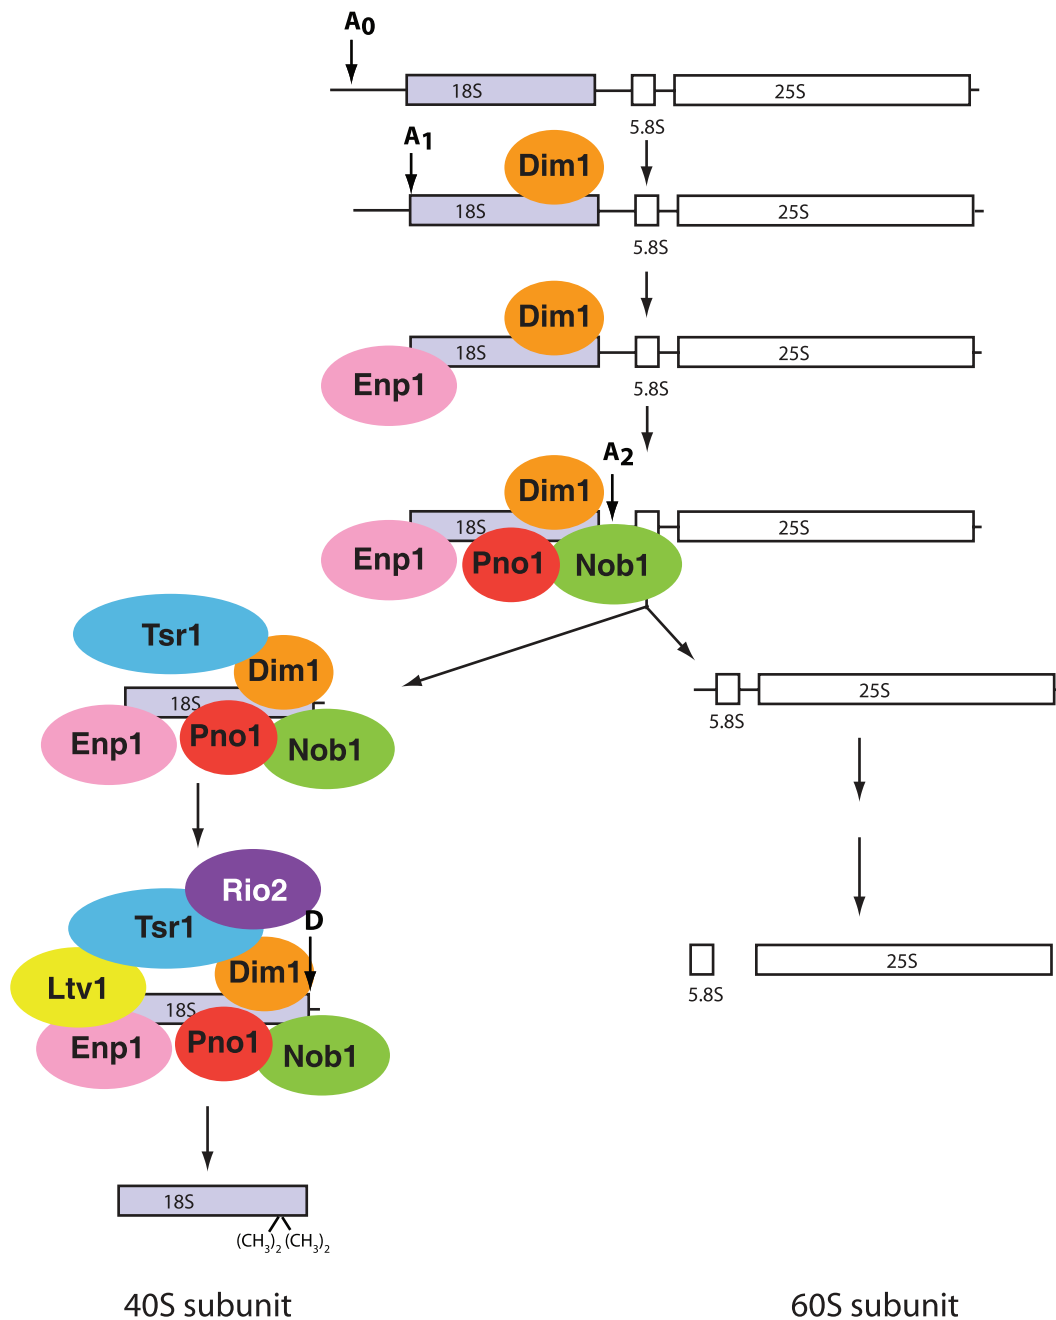 A0
18S
25S
5.8S
A1
Dim1
18S
25S
5.8S
Dim1
18S
25S
Enp1
5.8S
A2
Dim1
18S
25S
Enp1
Pno1
Nob1
Tsr1
Dim1
18S
25S
5.8S
Enp1
Pno1
Nob1
Rio2
D
Tsr1
Dim1
Ltv1
18S
25S
5.8S
Enp1
Pno1
Nob1
18S
(CH3)2 (CH3)2
40S subunit
60S subunit